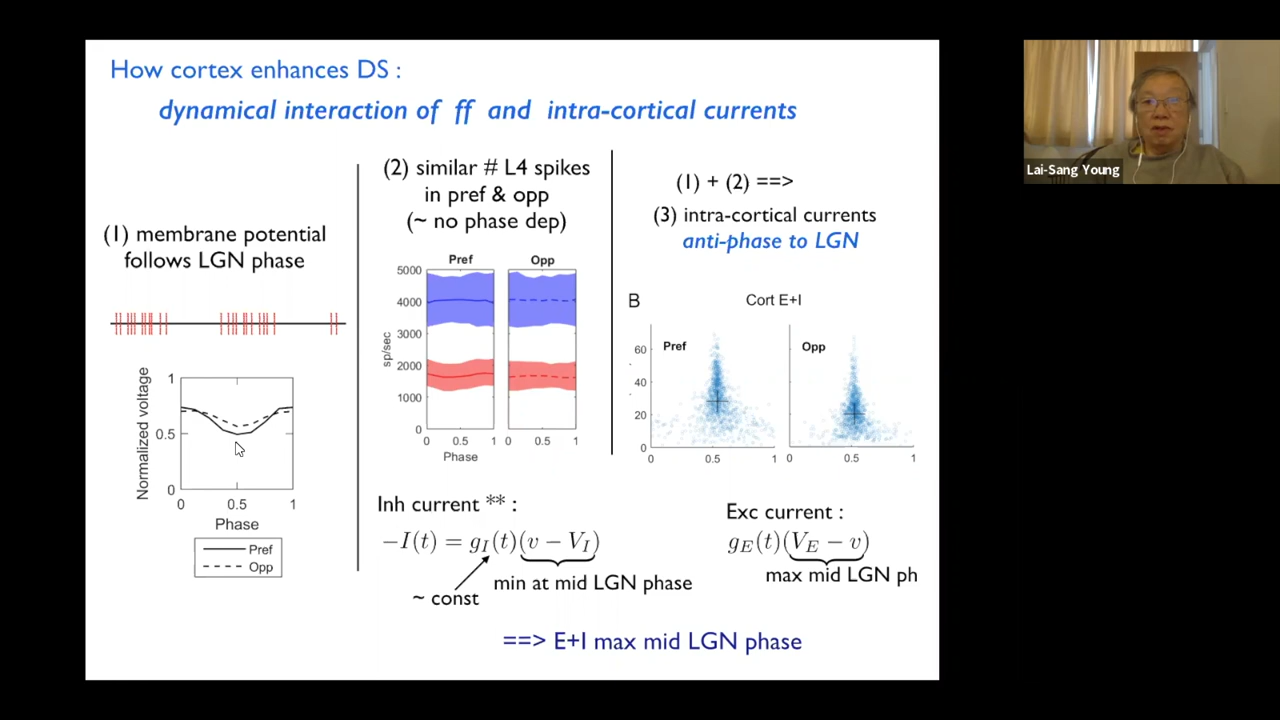 How cortex enhances DS :
dynamical interaction of ff and intra-cortical currents
(1) membrane potential
follows LGN phase
Normalized voltage
1
0.5
0
0
0.5
1
Phase
Pref
Opp
(2) similar # L4 spikes
in pref & opp
(~ no phase dep)
Pref
Opp
sp/sec
5000
4000
3000
2000
1000
0
0
0.5
1
0
0.5
1
Phase
(1) + (2) ==>
(3) intra-cortical currents
anti-phase to LGN
B
Cort E+I
Pref
Opp
60
40
20
0
0
0.5
1
0
0.5
1
Inh current ** :
−I(t) = g_I(t)(v − V_I)
~ const
min at mid LGN phase
Exc current :
g_E(t)(V_E − v)
max mid LGN ph
==> E+I max mid LGN phase
Lai-Sang Young